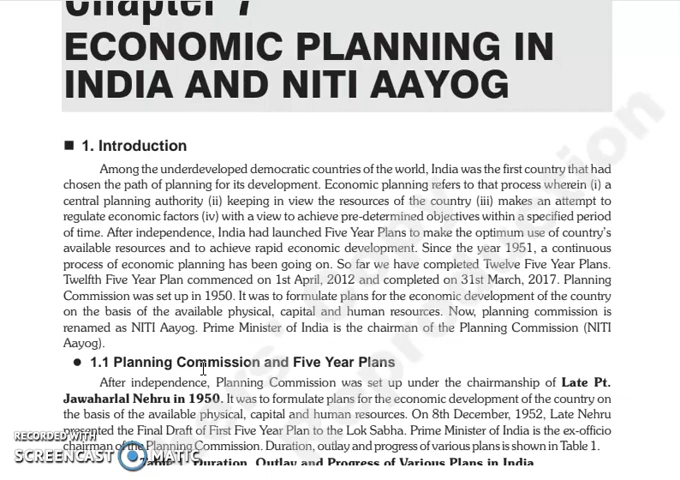 Chapter 7
ECONOMIC PLANNING IN
INDIA AND NITI AAYOG
■ 1. Introduction
Among the underdeveloped democratic countries of the world, India was the first country that had
chosen the path of planning for its development. Economic planning refers to that process wherein (i) a
central planning authority (ii) keeping in view the resources of the country (iii) makes an attempt to
regulate economic factors (iv) with a view to achieve pre-determined objectives within a specified period
of time. After independence, India had launched Five Year Plans to make the optimum use of country's
available resources and to achieve rapid economic development. Since the year 1951, a continuous
process of economic planning has been going on. So far we have completed Twelve Five Year Plans.
Twelfth Five Year Plan commenced on 1st April, 2012 and completed on 31st March, 2017. Planning
Commission was set up in 1950. It was to formulate plans for the economic development of the country
on the basis of the available physical, capital and human resources. Now, planning commission is
renamed as NITI Aayog. Prime Minister of India is the chairman of the Planning Commission (NITI
Aayog).
● 1.1 Planning Commission and Five Year Plans
After independence, Planning Commission was set up under the chairmanship of Late Pt.
Jawaharlal Nehru in 1950. It was to formulate plans for the economic development of the country on
the basis of the available physical, capital and human resources. On 8th December, 1952, Late Nehru
presented the Final Draft of First Five Year Plan to the Lok Sabha. Prime Minister of India is the ex-officio
chairman of the Planning Commission. Duration, outlay and progress of various plans is shown in Table 1.
Table 1. Duration, Outlay and Progress of Various Plans in India
RECORDED WITH
SCREENCAST MATIC